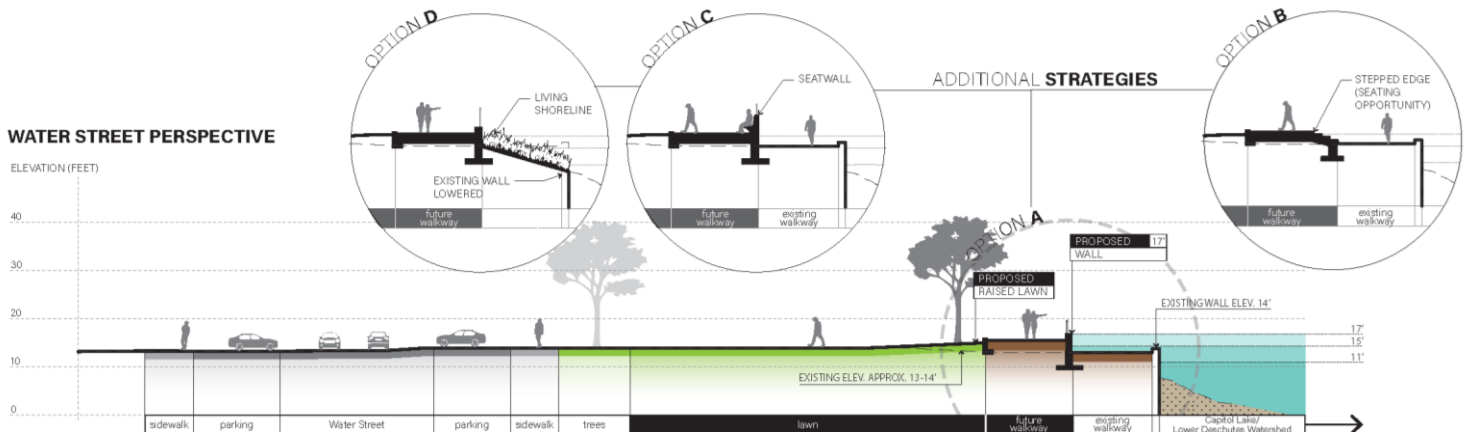 OPTION D
LIVING
SHORELINE
EXISTING WALL
LOWERED
future
walkway
OPTION C
SEATWALL
future
walkway
existing
walkway
ADDITIONAL STRATEGIES
OPTION B
STEPPED EDGE
(SEATING
OPPORTUNITY)
future
walkway
existing
walkway
WATER STREET PERSPECTIVE
ELEVATION (FEET)
40
30
20
10
0
OPTION A
PROPOSED 17'
WALL
PROPOSED
RAISED LAWN
EXISTING WALL ELEV. 14'
17'
15'
11'
EXISTING ELEV. APPROX. 13-14'
sidewalk
parking
Water Street
parking
sidewalk
trees
lawn
future
walkway
existing
walkway
Capitol Lake/
Lower Deschutes Watershed